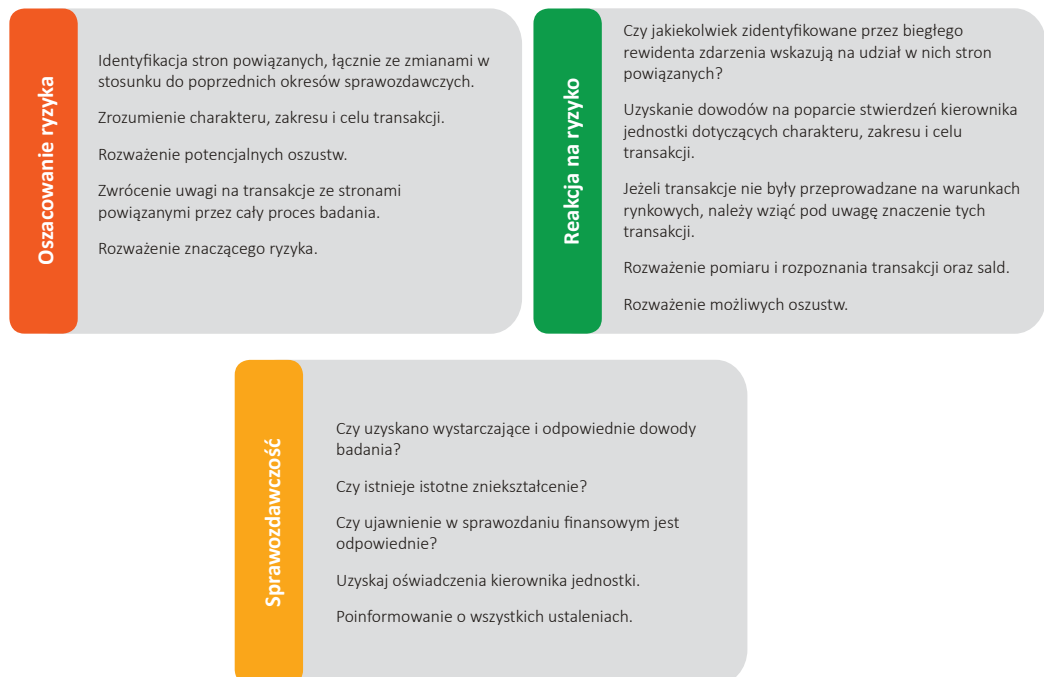 Oszacowanie ryzyka
Identyfikacja stron powiązanych, łącznie ze zmianami w
stosunku do poprzednich okresów sprawozdawczych.
Zrozumienie charakteru, zakresu i celu transakcji.
Rozważenie potencjalnych oszustw.
Zwrócenie uwagi na transakcje ze stronami
powiązanymi przez cały proces badania.
Rozważenie znaczącego ryzyka.
Reakcja na ryzyko
Czy jakiekolwiek zidentyfikowane przez biegłego
rewidenta zdarzenia wskazują na udział w nich stron
powiązanych?
Uzyskanie dowodów na poparcie stwierdzeń kierownika
jednostki dotyczących charakteru, zakresu i celu
transakcji.
Jeżeli transakcje nie były przeprowadzane na warunkach
rynkowych, należy wziąć pod uwagę znaczenie tych
transakcji.
Rozważenie pomiaru i rozpoznania transakcji oraz sald.
Rozważenie możliwych oszustw.
Sprawozdawczość
Czy uzyskano wystarczające i odpowiednie dowody
badania?
Czy istnieje istotne zniekształcenie?
Czy ujawnienie w sprawozdaniu finansowym jest
odpowiednie?
Uzyskaj oświadczenia kierownika jednostki.
Poinformowanie o wszystkich ustaleniach.